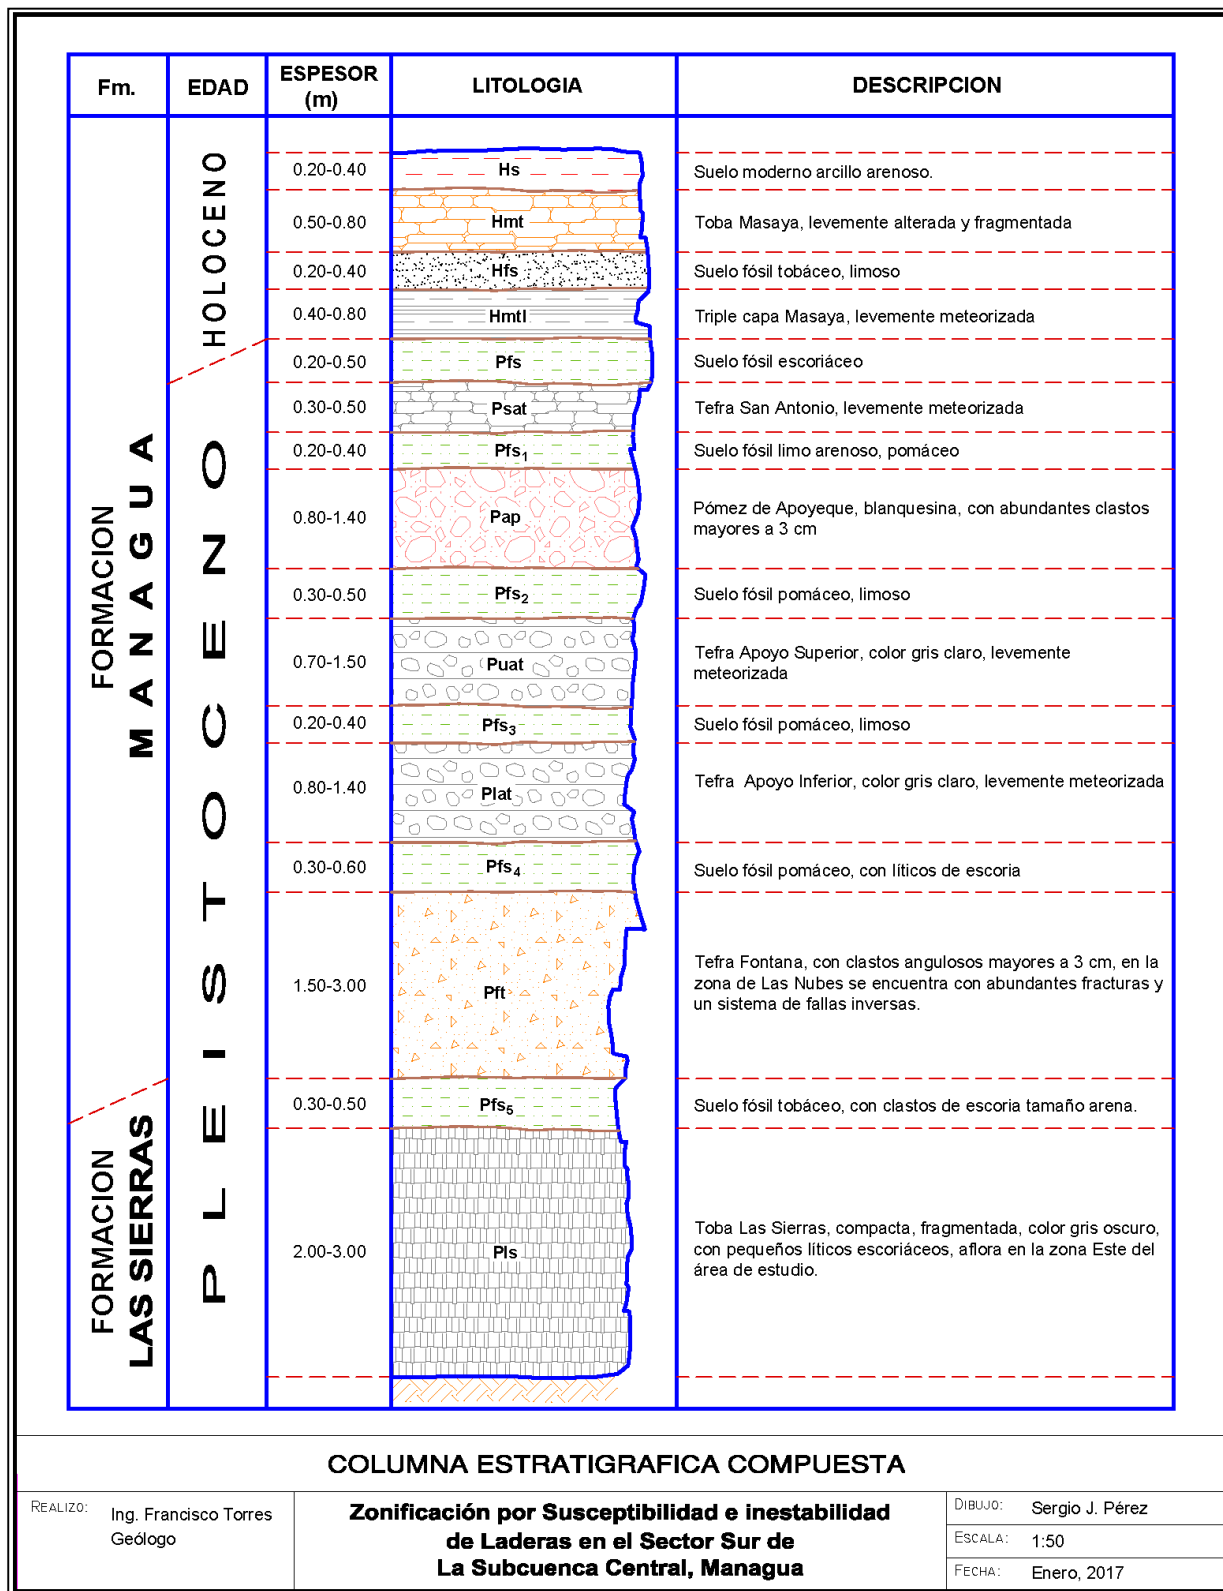 Fm.
EDAD
ESPESOR
(m)
LITOLOGIA
DESCRIPCION
FORMACION
MANAGUA
FORMACION
LAS SIERRAS
HOLOCENO
PLEISTOCENO
0.20-0.40
Hs
Suelo moderno arcillo arenoso.
0.50-0.80
Hmt
Toba Masaya, levemente alterada y fragmentada
0.20-0.40
Hfs
Suelo fósil tobáceo, limoso
0.40-0.80
Hmtl
Triple capa Masaya, levemente meteorizada
0.20-0.50
Pfs
Suelo fósil escoriáceo
0.30-0.50
Psat
Tefra San Antonio, levemente meteorizada
0.20-0.40
Pfs1
Suelo fósil limo arenoso, pomáceo
0.80-1.40
Pap
Pómez de Apoyeque, blanquesina, con abundantes clastos
mayores a 3 cm
0.30-0.50
Pfs2
Suelo fósil pomáceo, limoso
0.70-1.50
Puat
Tefra Apoyo Superior, color gris claro, levemente
meteorizada
0.20-0.40
Pfs3
Suelo fósil pomáceo, limoso
0.80-1.40
Plat
Tefra Apoyo Inferior, color gris claro, levemente meteorizada
0.30-0.60
Pfs4
Suelo fósil pomáceo, con líticos de escoria
1.50-3.00
Pft
Tefra Fontana, con clastos angulosos mayores a 3 cm, en la
zona de Las Nubes se encuentra con abundantes fracturas y
un sistema de fallas inversas.
0.30-0.50
Pfs5
Suelo fósil tobáceo, con clastos de escoria tamaño arena.
2.00-3.00
Pls
Toba Las Sierras, compacta, fragmentada, color gris oscuro,
con pequeños líticos escoriáceos, aflora en la zona Este del
área de estudio.
COLUMNA ESTRATIGRAFICA COMPUESTA
REALIZO: Ing. Francisco Torres
Geólogo
Zonificación por Susceptibilidad e inestabilidad
de Laderas en el Sector Sur de
La Subcuenca Central, Managua
DIBUJO: Sergio J. Pérez
ESCALA: 1:50
FECHA: Enero, 2017